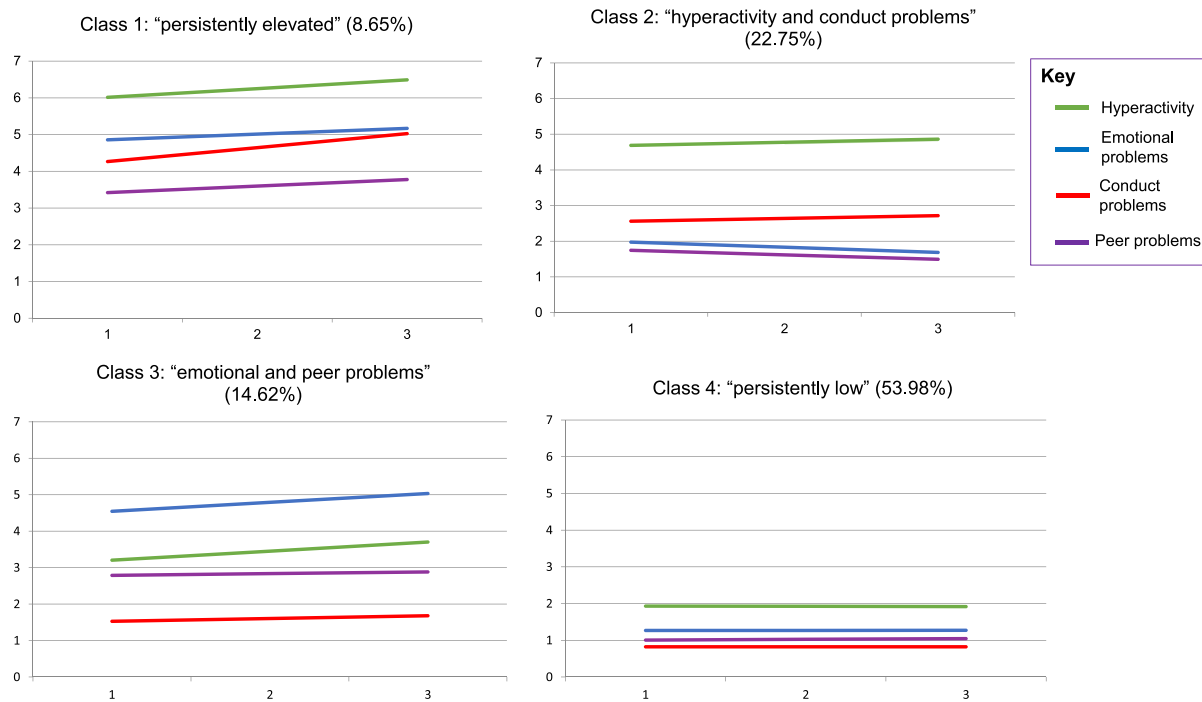 Class 1: “persistently elevated” (8.65%)
7
6
5
4
3
2
1
0
1 2 3
Class 2: “hyperactivity and conduct problems”
(22.75%)
7
6
5
4
3
2
1
0
1 2 3
Key
Hyperactivity
Emotional
problems
Conduct
problems
Peer problems
Class 3: “emotional and peer problems”
(14.62%)
7
6
5
4
3
2
1
0
1 2 3
Class 4: “persistently low” (53.98%)
7
6
5
4
3
2
1
0
1 2 3